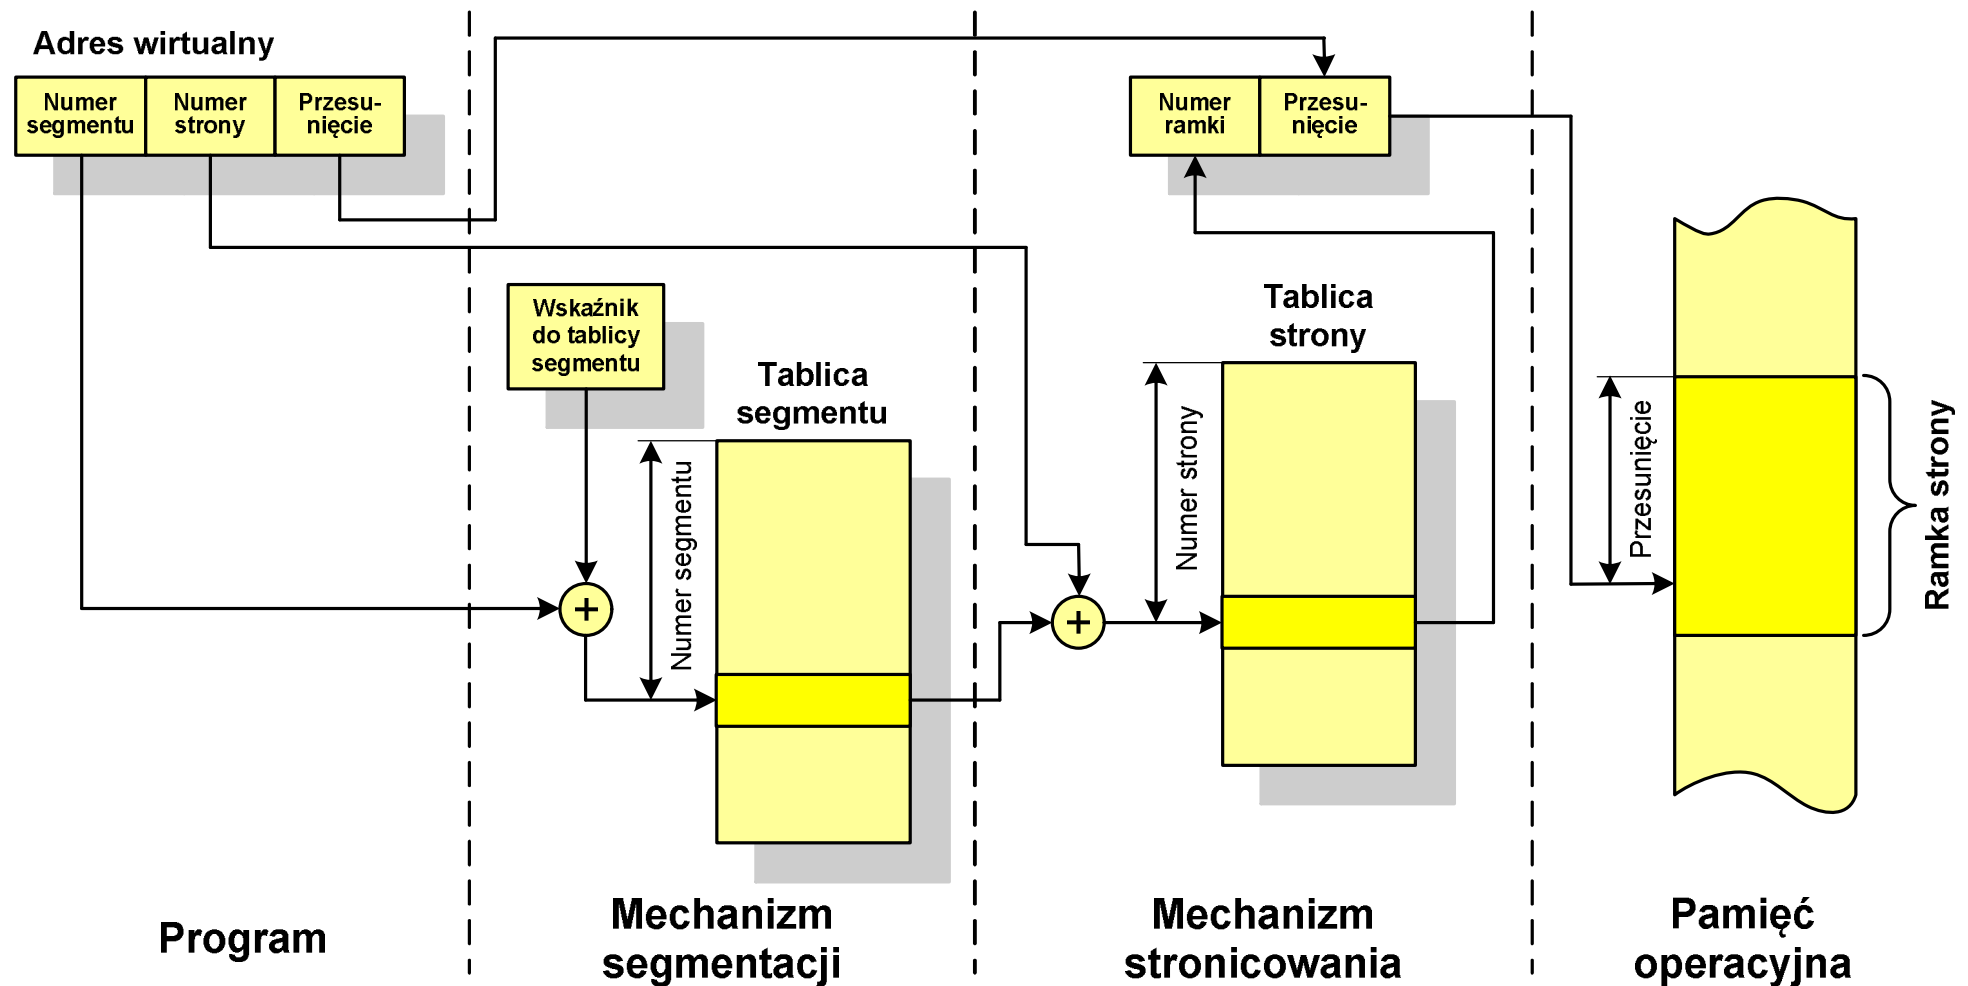 Adres wirtualny
Numer
segmentu
Numer
strony
Przesu-
nięcie
Numer
ramki
Przesu-
nięcie
Wskaźnik
do tablicy
segmentu
Tablica
segmentu
Numer segmentu
+
Tablica
strony
Numer strony
+
Przesunięcie
Ramka strony
Program
Mechanizm
segmentacji
Mechanizm
stronicowania
Pamięć
operacyjna